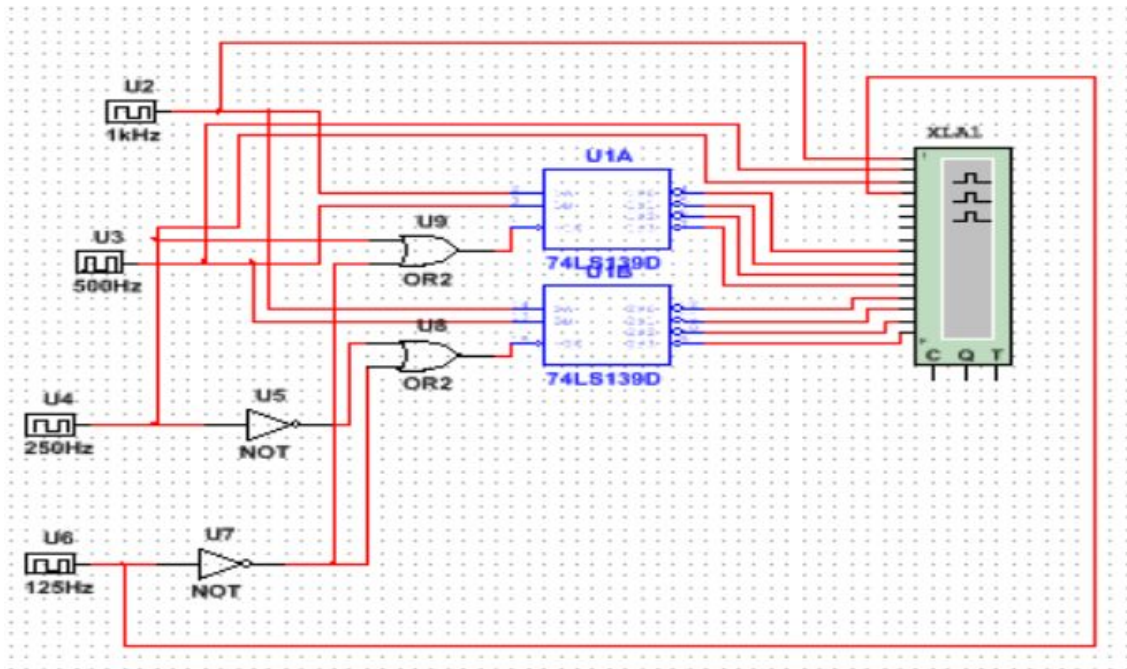 U2
1kHz
XLA1
U1A
U9
U3
500Hz
OR2
74LS139D
U1B
U8
OR2
74LS139D
C Q T
U4
250Hz
U5
NOT
U6
125Hz
U7
NOT